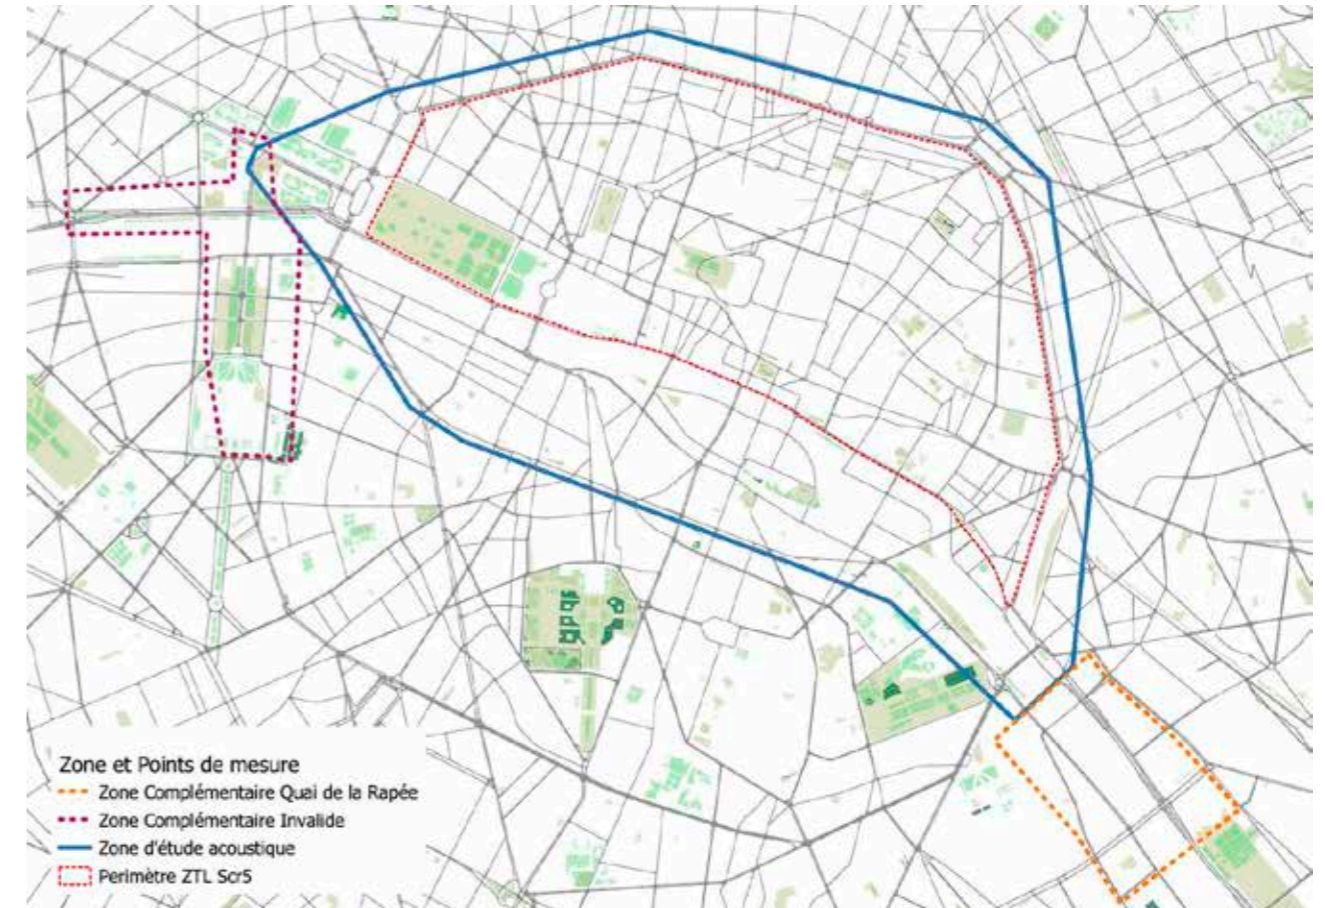 Zone et Points de mesure
Zone Complémentaire Quai de la Rapée
Zone Complémentaire Invalide
Zone d'étude acoustique
Perimètre ZTL Scr5